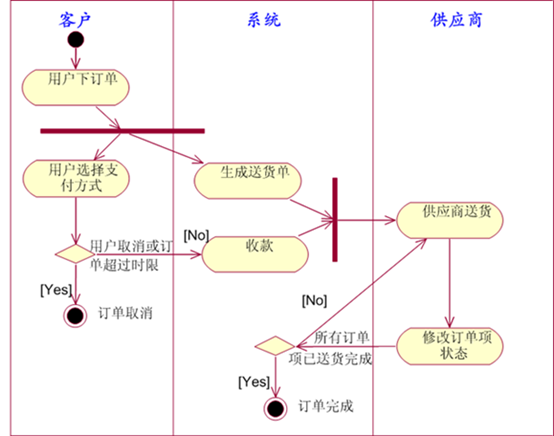 客户
系统
供应商
用户下订单
用户选择支
付方式
生成送货单
供应商送货
[No]
用户取消或订
单超过时限
收款
[Yes]
订单取消
[No]
所有订单
项已送货完成
修改订单项
状态
[Yes]
订单完成